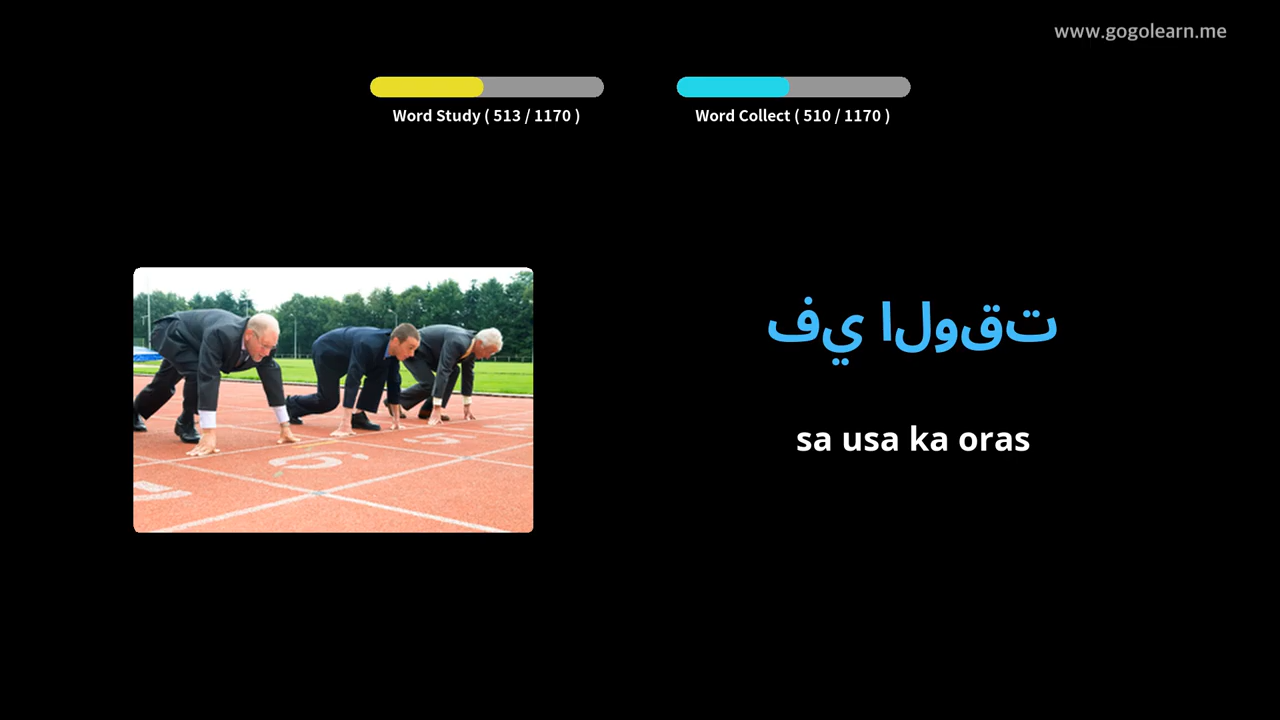 www.gogolearn.me
Word Study ( 513 / 1170 )
Word Collect ( 510 / 1170 )
في الوقت
sa usa ka oras